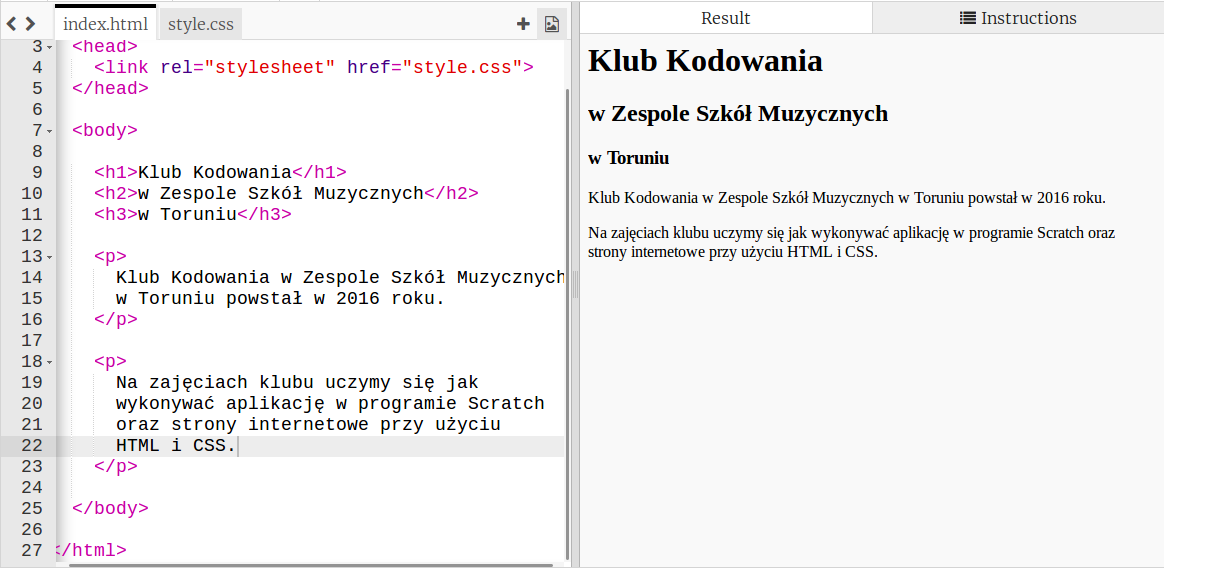 index.html style.css
3 <head>
4 <link rel="stylesheet" href="style.css">
5 </head>
6
7 <body>
8
9 <h1>Klub Kodowania</h1>
10 <h2>w Zespole Szkół Muzycznych</h2>
11 <h3>w Toruniu</h3>
12
13 <p>
14 Klub Kodowania w Zespole Szkół Muzycznych
15 w Toruniu powstał w 2016 roku.
16 </p>
17
18 <p>
19 Na zajęciach klubu uczymy się jak
20 wykonywać aplikację w programie Scratch
21 oraz strony internetowe przy użyciu
22 HTML i CSS.
23 </p>
24
25 </body>
26
27 </html>
Result Instructions
Klub Kodowania
w Zespole Szkół Muzycznych
w Toruniu
Klub Kodowania w Zespole Szkół Muzycznych w Toruniu powstał w 2016 roku.
Na zajęciach klubu uczymy się jak wykonywać aplikację w programie Scratch oraz
strony internetowe przy użyciu HTML i CSS.